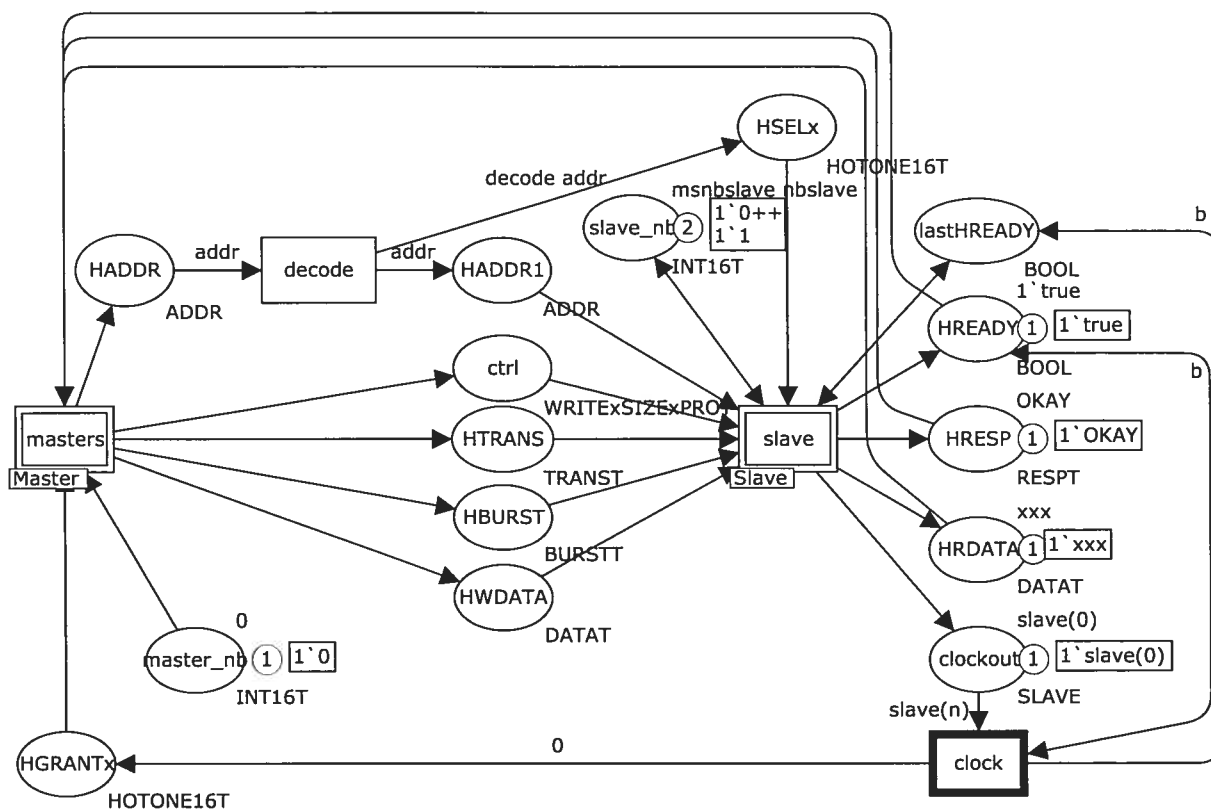 HSELx
HOTONE16T
decode addr
msnbslave nbslave
slave_nb
2
1`0++
1`1
INT16T
lastHREADY
b
BOOL
HADDR
addr
decode
addr
HADDR1
ADDR
ADDR
1`true
HREADY
1
1`true
BOOL
b
ctrl
WRITExSIZExPROT
OKAY
masters
Master
HTRANS
TRANST
slave
Slave
HRESP
1
1`OKAY
RESPT
HBURST
BURSTT
xxx
HRDATA
1
1`xxx
DATAT
HWDATA
DATAT
0
master_nb
1
1`0
INT16T
slave(0)
clockout
1
1`slave(0)
SLAVE
slave(n)
HGRANTx
HOTONE16T
0
clock